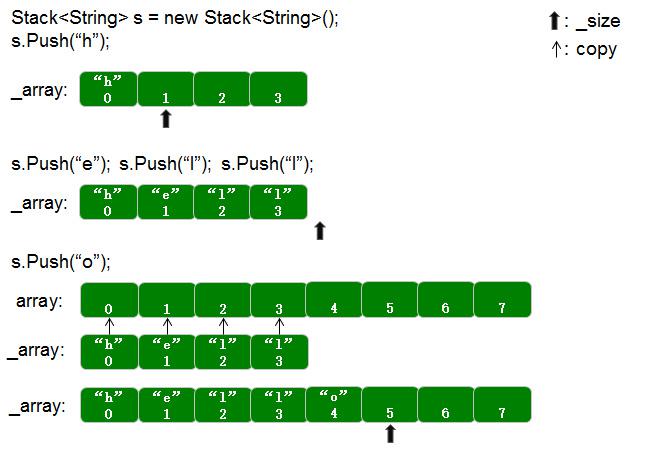 Stack<String> s = new Stack<String>();
⬆: _size
s.Push(“h”);
↑: copy
_array: “h” 0 1 2 3
s.Push(“e”); s.Push(“l”); s.Push(“l”);
“h” “e” “l” “l”
_array: 0 1 2 3
s.Push(“o”);
array: 0 1 2 3 4 5 6 7
“h” “e” “l” “l”
_array: 0 1 2 3
“h” “e” “l” “l” “o”
_array: 0 1 2 3 4 5 6 7